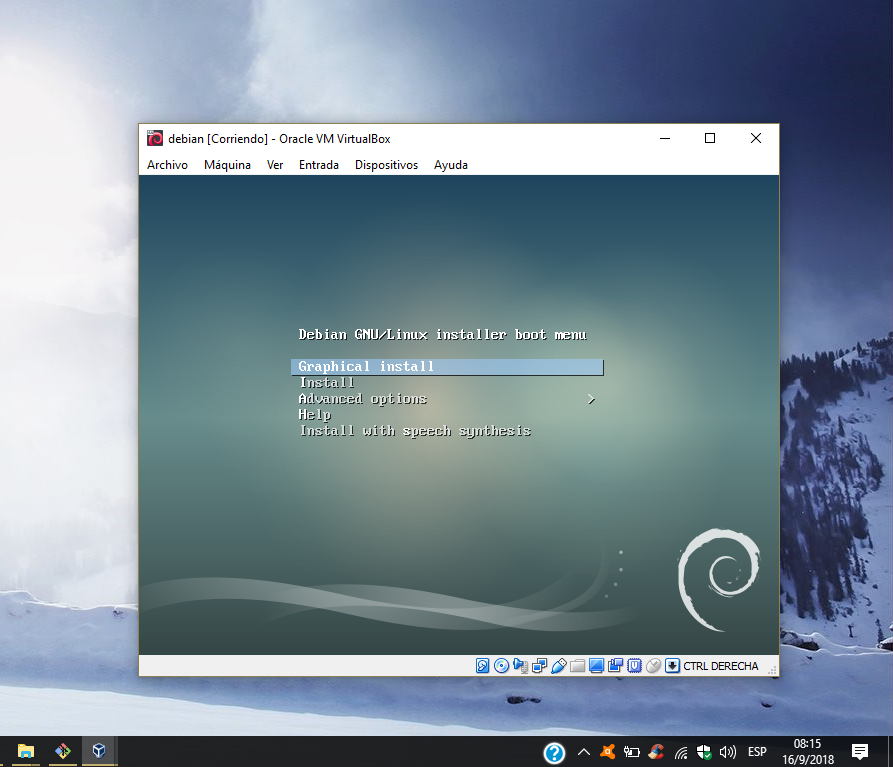 debian [Corriendo] - Oracle VM VirtualBox
Archivo Máquina Ver Entrada Dispositivos Ayuda
Debian GNU/Linux installer boot menu
Graphical install
Install
Advanced options >
Help
Install with speech synthesis
CTRL DERECHA
ESP
08:15
16/9/2018